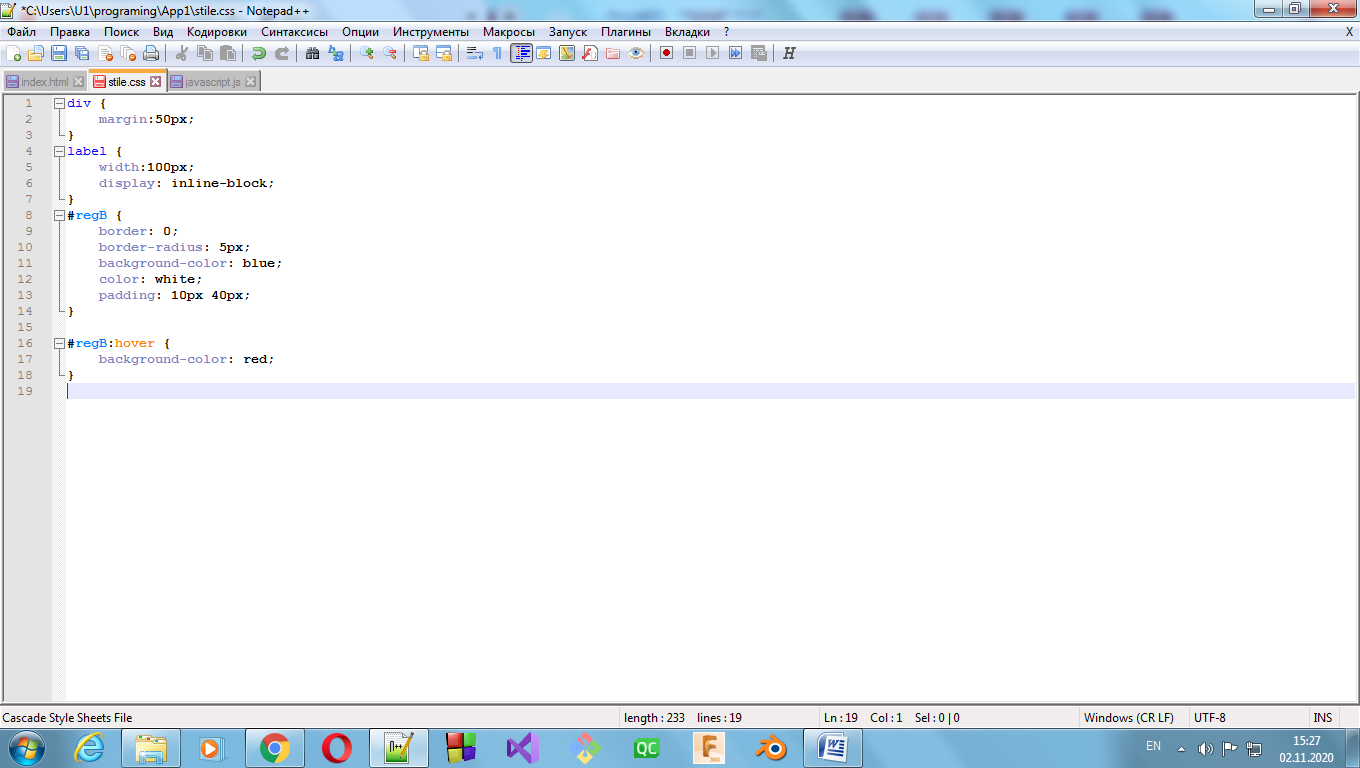 *C:\Users\U1\programing\App1\stile.css - Notepad++
Файл Правка Поиск Вид Кодировки Синтаксисы Опции Инструменты Макросы Запуск Плагины Вкладки ? X
index.html stile.css javascript.js
1 div {
2 margin:50px;
3 }
4 label {
5 width:100px;
6 display: inline-block;
7 }
8 #regB {
9 border: 0;
10 border-radius: 5px;
11 background-color: blue;
12 color: white;
13 padding: 10px 40px;
14 }
15
16 #regB:hover {
17 background-color: red;
18 }
19
Cascade Style Sheets File length : 233 lines : 19 Ln : 19 Col : 1 Sel : 0 | 0 Windows (CR LF) UTF-8 INS
EN 15:27
02.11.2020